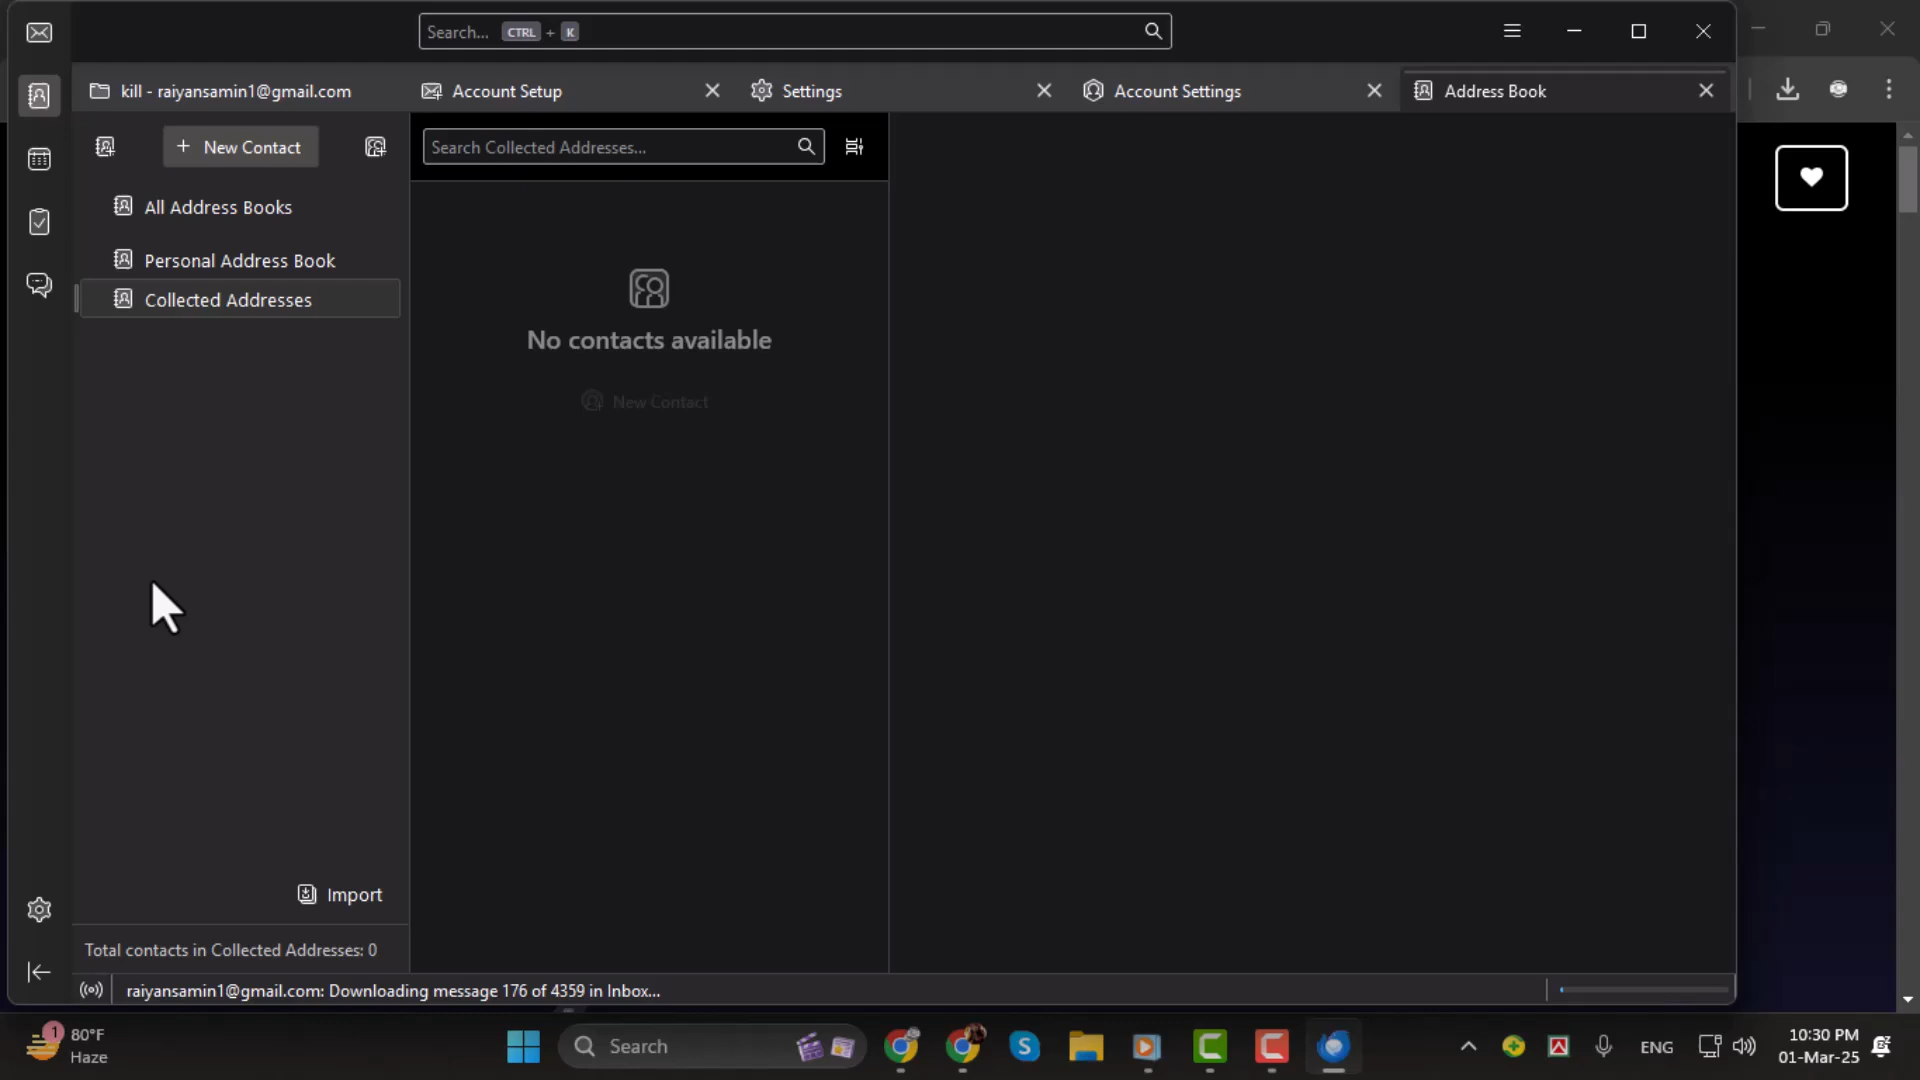 Search... CTRL + K
kill - raiyansamin1@gmail.com
Account Setup
Settings
Account Settings
Address Book
+ New Contact
Search Collected Addresses...
All Address Books
Personal Address Book
Collected Addresses
No contacts available
New Contact
Import
Total contacts in Collected Addresses: 0
raiyansamin1@gmail.com: Downloading message 176 of 4359 in Inbox...
1
80°F
Haze
Search
ENG
10:30 PM
01-Mar-25